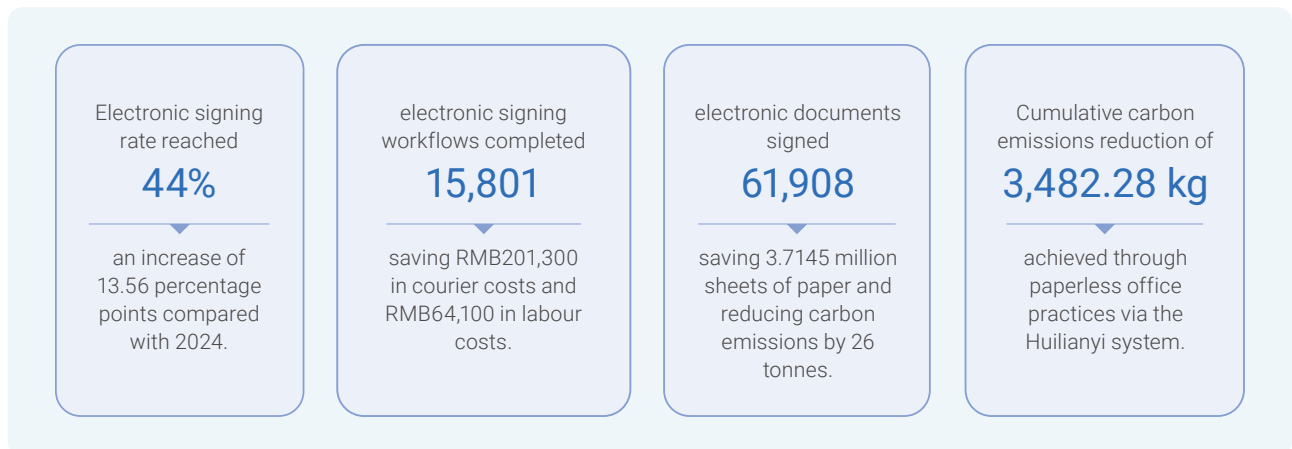 Electronic signing
rate reached
44%
an increase of
13.56 percentage
points compared
with 2024.
electronic signing
workflows completed
15,801
saving RMB201,300
in courier costs and
RMB64,100 in labour
costs.
electronic documents
signed
61,908
saving 3.7145 million
sheets of paper and
reducing carbon
emissions by 26
tonnes.
Cumulative carbon
emissions reduction of
3,482.28 kg
achieved through
paperless office
practices via the
Huilianyi system.